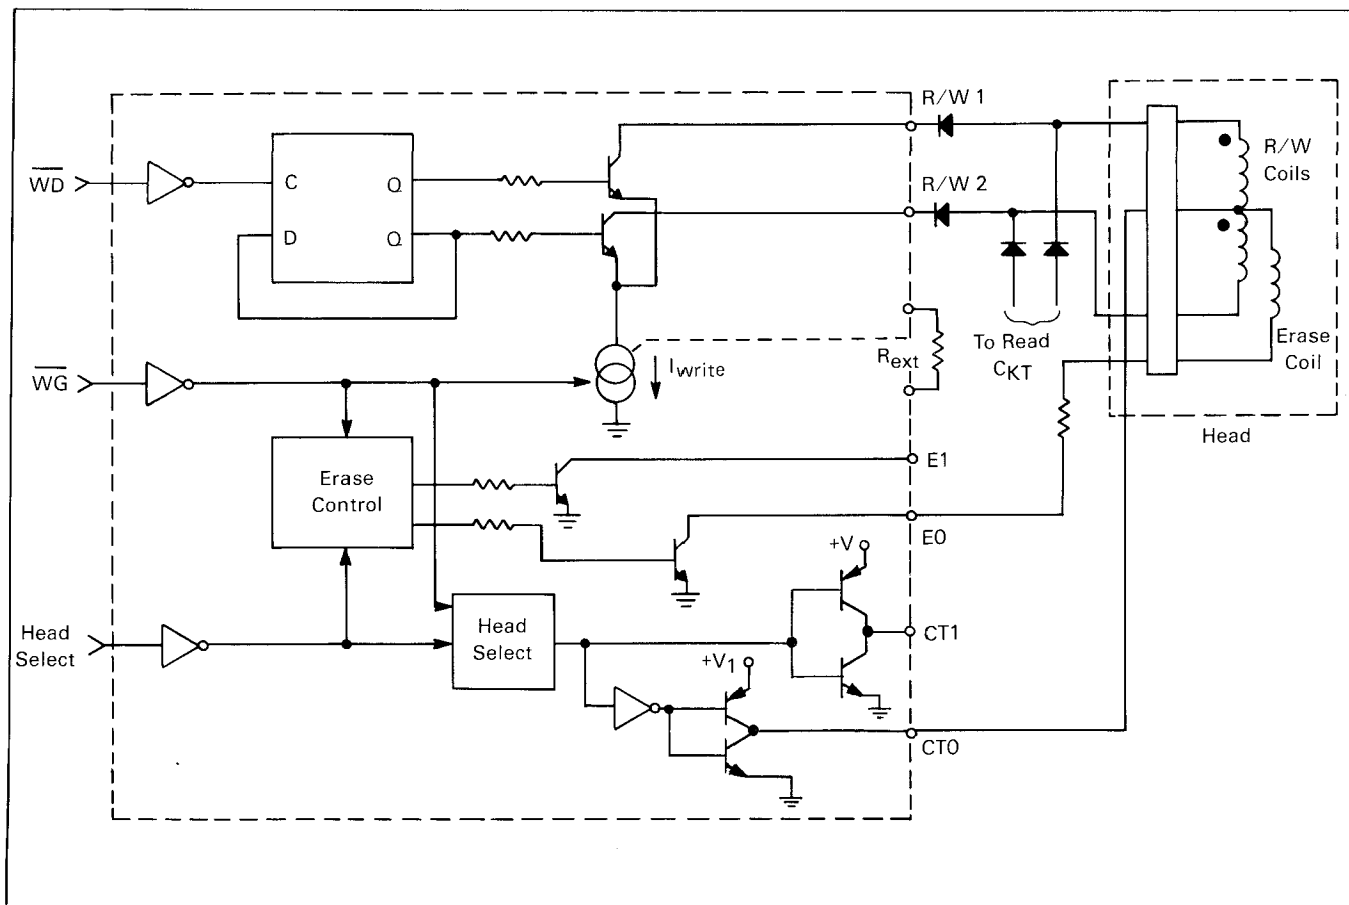 R/W 1
R/W
Coils
WD
C
Q
R/W 2
D
Q
Rext
To Read
CKT
Erase
Coil
WG
Iwrite
Head
Erase
Control
E1
E0
+V
Head
Select
Head
Select
CT1
+V1
CT0